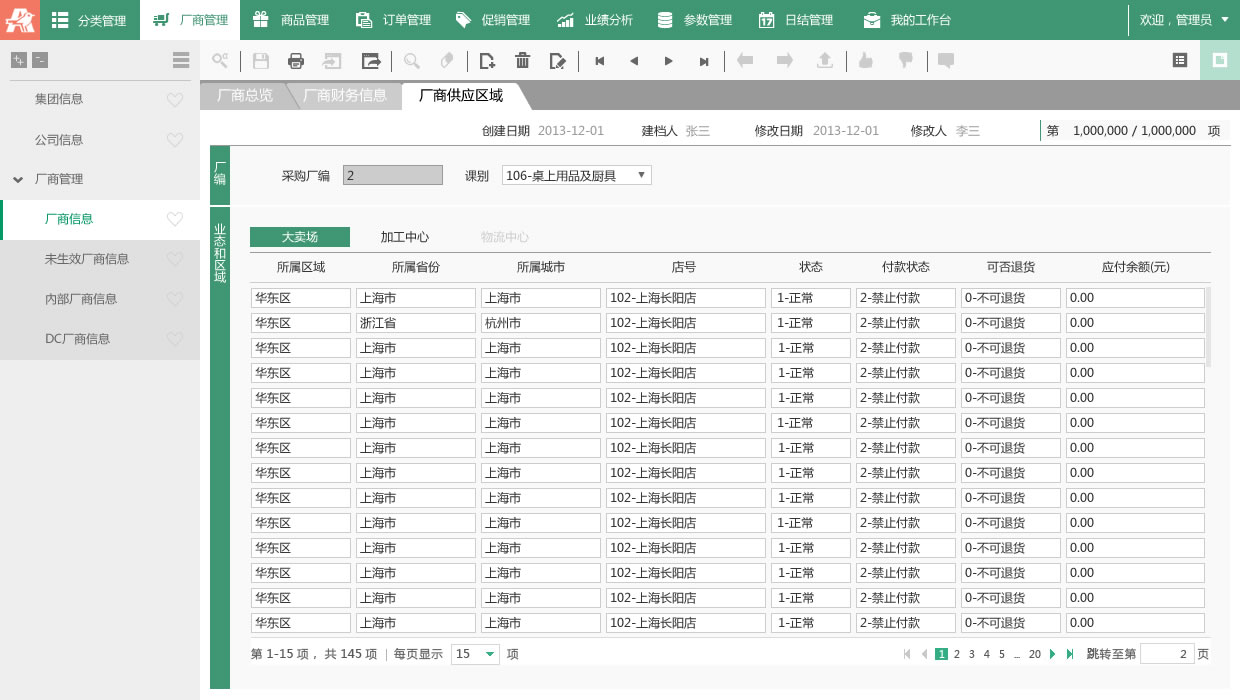 分类管理 厂商管理 商品管理 订单管理 促销管理 业绩分析 参数管理 日结管理 我的工作台 欢迎，管理员
集团信息
公司信息
厂商管理
厂商信息
未生效厂商信息
内部厂商信息
DC厂商信息
厂商总览 厂商财务信息 厂商供应区域
创建日期 2013-12-01 建档人 张三 修改日期 2013-12-01 修改人 李三 第 1,000,000 / 1,000,000 项
厂编
采购厂编 2 课别 106-桌上用品及厨具
业态和区域
大卖场 加工中心 物流中心
所属区域 所属省份 所属城市 店号 状态 付款状态 可否退货 应付余额(元)
华东区 上海市 上海市 102-上海长阳店 1-正常 2-禁止付款 0-不可退货 0.00
华东区 浙江省 杭州市 102-上海长阳店 1-正常 2-禁止付款 0-不可退货 0.00
华东区 上海市 上海市 102-上海长阳店 1-正常 2-禁止付款 0-不可退货 0.00
华东区 上海市 上海市 102-上海长阳店 1-正常 2-禁止付款 0-不可退货 0.00
华东区 上海市 上海市 102-上海长阳店 1-正常 2-禁止付款 0-不可退货 0.00
华东区 上海市 上海市 102-上海长阳店 1-正常 2-禁止付款 0-不可退货 0.00
华东区 上海市 上海市 102-上海长阳店 1-正常 2-禁止付款 0-不可退货 0.00
华东区 上海市 上海市 102-上海长阳店 1-正常 2-禁止付款 0-不可退货 0.00
华东区 上海市 上海市 102-上海长阳店 1-正常 2-禁止付款 0-不可退货 0.00
华东区 上海市 上海市 102-上海长阳店 1-正常 2-禁止付款 0-不可退货 0.00
华东区 上海市 上海市 102-上海长阳店 1-正常 2-禁止付款 0-不可退货 0.00
华东区 上海市 上海市 102-上海长阳店 1-正常 2-禁止付款 0-不可退货 0.00
华东区 上海市 上海市 102-上海长阳店 1-正常 2-禁止付款 0-不可退货 0.00
华东区 上海市 上海市 102-上海长阳店 1-正常 2-禁止付款 0-不可退货 0.00
第 1-15 项，共 145 项 | 每页显示 15 项 1 2 3 4 5 ... 20 跳转至第 2 页